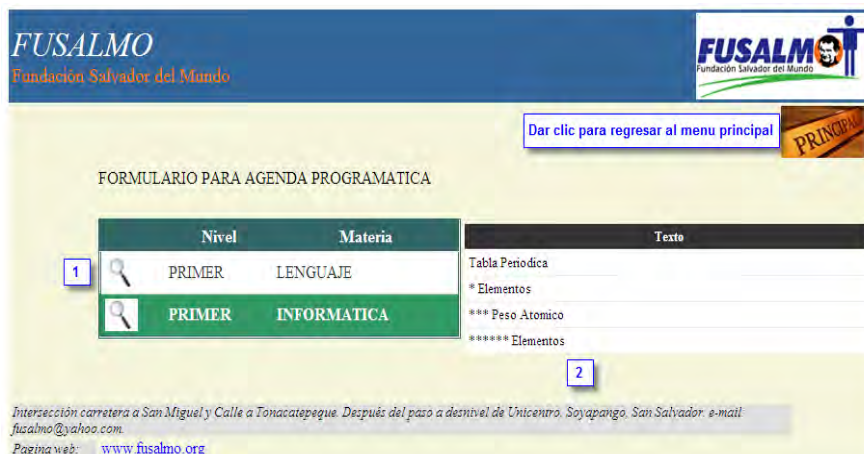 FUSALMO
Fundación Salvador del Mundo
FUSALMO
Fundación Salvador del Mundo
Dar clic para regresar al menu principal
PRINCIPAL
FORMULARIO PARA AGENDA PROGRAMATICA
Nivel Materia
1
PRIMER LENGUAJE
PRIMER INFORMATICA
Texto
Tabla Periodica
* Elementos
*** Peso Atomico
****** Elementos
2
Intersección carretera a San Miguel y Calle a Tonacatepeque. Después del paso a desnivel de Unicentro, Soyapango, San Salvador. e-mail
fusalmo@yahoo.com.
Pagina web: www.fusalmo.org